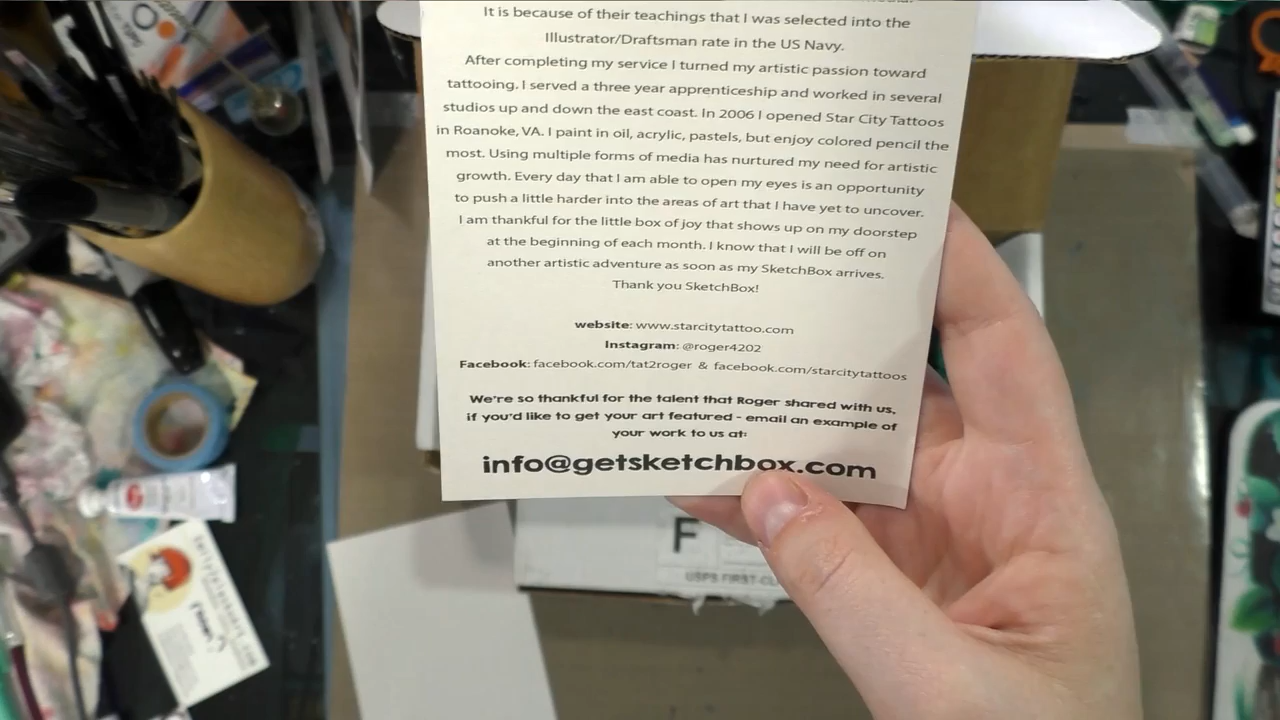 It is because of their teachings that I was selected into the
Illustrator/Draftsman rate in the US Navy.
After completing my service I turned my artistic passion toward
tattooing. I served a three year apprenticeship and worked in several
studios up and down the east coast. In 2006 I opened Star City Tattoos
in Roanoke, VA. I paint in oil, acrylic, pastels, but enjoy colored pencil the
most. Using multiple forms of media has nurtured my need for artistic
growth. Every day that I am able to open my eyes is an opportunity
to push a little harder into the areas of art that I have yet to uncover.
I am thankful for the little box of joy that shows up on my doorstep
at the beginning of each month. I know that I will be off on
another artistic adventure as soon as my SketchBox arrives.
Thank you SketchBox!
website: www.starcitytattoo.com
Instagram: @roger4202
Facebook: facebook.com/tat2roger & facebook.com/starcitytattoos
We're so thankful for the talent that Roger shared with us,
if you'd like to get your art featured - email an example of
your work to us at:
info@getsketchbox.com
F
USPS